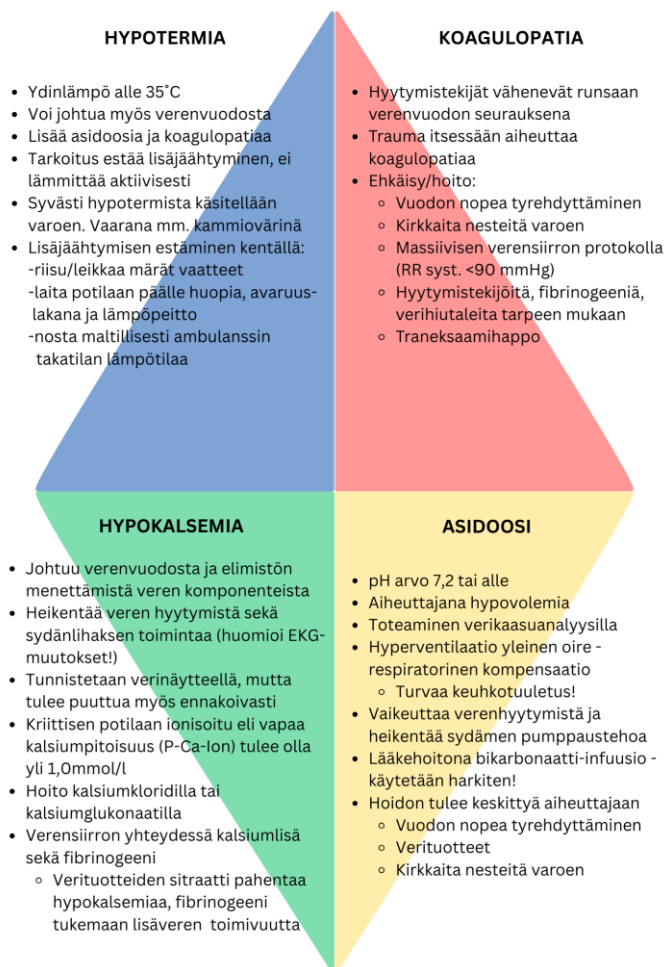 HYPOTERMIA
• Ydinlämpö alle 35˚C
• Voi johtua myös verenvuodosta
• Lisää asidoosia ja koagulopatiaa
• Tarkoitus estää lisäjäähtyminen, ei
lämmittää aktiivisesti
• Syvästi hypotermista käsitellään
varoen. Vaarana mm. kammiovärinä
• Lisäjäähtymisen estäminen kentällä:
-riisu/leikkaa märät vaatteet
-laita potilaan päälle huopia, avaruus-
lakana ja lämpöpeitto
-nosta maltillisesti ambulanssin
takatilan lämpötilaa
KOAGULOPATIA
• Hyytymistekijät vähenevät runsaan
verenvuodon seurauksena
• Trauma itsessään aiheuttaa
koagulopatiaa
• Ehkäisy/hoito:
◦ Vuodon nopea tyrehdyttäminen
◦ Kirkkaita nesteitä varoen
◦ Massiivisen verensiirron protokolla
(RR syst. <90 mmHg)
◦ Hyytymistekijöitä, fibrinogeeniä,
verihiutaleita tarpeen mukaan
◦ Traneksaamihappo
HYPOKALSEMIA
• Johtuu verenvuodosta ja elimistön
menettämistä veren komponenteista
• Heikentää veren hyytymistä sekä
sydänlihaksen toimintaa (huomioi EKG-
muutokset!)
• Tunnistetaan verinäytteellä, mutta
tulee puuttua myös ennakoivasti
• Kriittisen potilaan ionisoitu eli vapaa
kalsiumpitoisuus (P-Ca-Ion) tulee olla
yli 1,0mmol/l
• Hoito kalsiumkloridilla tai
kalsiumglukonaatilla
• Verensiirron yhteydessä kalsiumlisä
sekä fibrinogeeni
◦ Verituotteiden sitraatti pahentaa
hypokalsemiaa, fibrinogeeni
tukemaan lisäveren toimivuutta
ASIDOOSI
• pH arvo 7,2 tai alle
• Aiheuttajana hypovolemia
• Toteaminen verikaasuanalyysilla
• Hyperventilaatio yleinen oire -
respiratorinen kompensaatio
◦ Turvaa keuhkotuuletus!
• Vaikeuttaa verenhyytymistä ja
heikentää sydämen pumppaustehoa
• Lääkehoitona bikarbonaatti-infuusio -
käytetään harkiten!
• Hoidon tulee keskittyä aiheuttajaan
◦ Vuodon nopea tyrehdyttäminen
◦ Verituotteet
◦ Kirkkaita nesteitä varoen